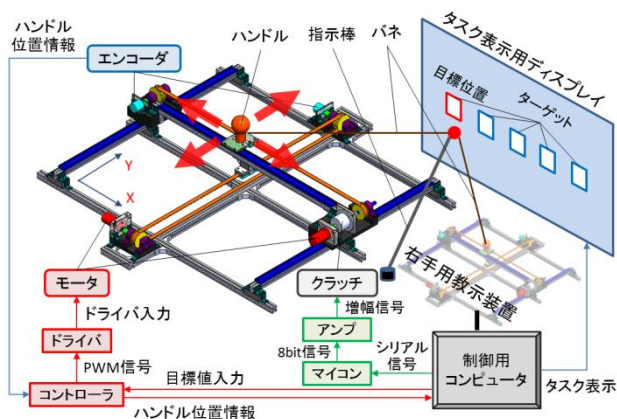 ハンドル
位置情報
エンコーダ
ハンドル
指示棒
バネ
タスク表示用ディスプレイ
目標位置
ターゲット
Y
X
右手用教示装置
モータ
クラッチ
ドライバ入力
増幅信号
ドライバ
アンプ
PWM信号
8bit信号
シリアル
信号
マイコン
制御用
コンピュータ
コントローラ
目標値入力
タスク表示
ハンドル位置情報